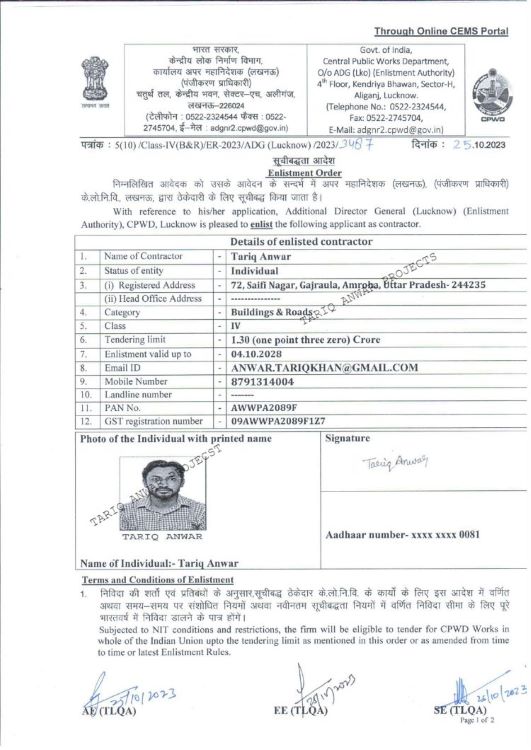 Through Online CEMS Portal
भारत सरकार,
केन्द्रीय लोक निर्माण विभाग,
कार्यालय अपर महानिदेशक (लखनऊ)
(पंजीकरण प्राधिकारी)
चतुर्थ तल, केन्द्रीय भवन, सेक्टर–एच, अलीगंज,
लखनऊ–226024
(टेलीफोन : 0522-2324544 फैक्स : 0522-
2745704, ई–मेल : adgnr2.cpwd@gov.in)
Govt. of India,
Central Public Works Department,
O/o ADG (Lko) (Enlistment Authority)
4th Floor, Kendriya Bhawan, Sector-H,
Aliganj, Lucknow.
(Telephone No.: 0522-2324544,
Fax: 0522-2745704,
E-Mail: adgnr2.cpwd@gov.in)
सत्यमेव जयते
CPWD
पत्रांक : 5(10) /Class-IV(B&R)/ER-2023/ADG (Lucknow) /2023/3487 दिनांक : 25.10.2023
सूचीबद्धता आदेश
Enlistment Order
निम्नलिखित आवेदक को उसके आवेदन के सन्दर्भ में अपर महानिदेशक (लखनऊ), (पंजीकरण प्राधिकारी)
के.लो.नि.वि., लखनऊ, द्वारा ठेकेदारी के लिए सूचीबद्ध किया जाता है।
With reference to his/her application, Additional Director General (Lucknow) (Enlistment
Authority), CPWD, Lucknow is pleased to enlist the following applicant as contractor.
Details of enlisted contractor
1. Name of Contractor - Tariq Anwar
2. Status of entity - Individual
3. (i) Registered Address - 72, Saifi Nagar, Gajraula, Amroha, Uttar Pradesh- 244235
(ii) Head Office Address - ---------------
4. Category - Buildings & Roads
5. Class - IV
6. Tendering limit - 1.30 (one point three zero) Crore
7. Enlistment valid up to - 04.10.2028
8. Email ID - ANWAR.TARIQKHAN@GMAIL.COM
9. Mobile Number - 8791314004
10. Landline number - -------
11. PAN No. - AWWPA2089F
12. GST registration number - 09AWWPA2089F1Z7
TARIQ ANWAR PROJECTS
Photo of the Individual with printed name
Signature
TARIQ ANWAR PROJECST
Tariq Anwar
TARIQ ANWAR
Aadhaar number- xxxx xxxx 0081
Name of Individual:- Tariq Anwar
Terms and Conditions of Enlistment
1. निविदा की शर्तो एवं प्रतिबंधों के अनुसार,सूचीबद्ध ठेकेदार के.लो.नि.वि. के कार्यों के लिए इस आदेश में वर्णित
अथवा समय–समय पर संशोधित नियमों अथवा नवीनतम सूचीबद्धता नियमों में वर्णित निविदा सीमा के लिए पूरे
भारतवर्ष में निविदा डालने के पात्र होंगे।
Subjected to NIT conditions and restrictions, the firm will be eligible to tender for CPWD Works in
whole of the Indian Union upto the tendering limit as mentioned in this order or as amended from time
to time or latest Enlistment Rules.
AE (TLQA) EE (TLQA) SE (TLQA)
26/10/2023
Page 1 of 2